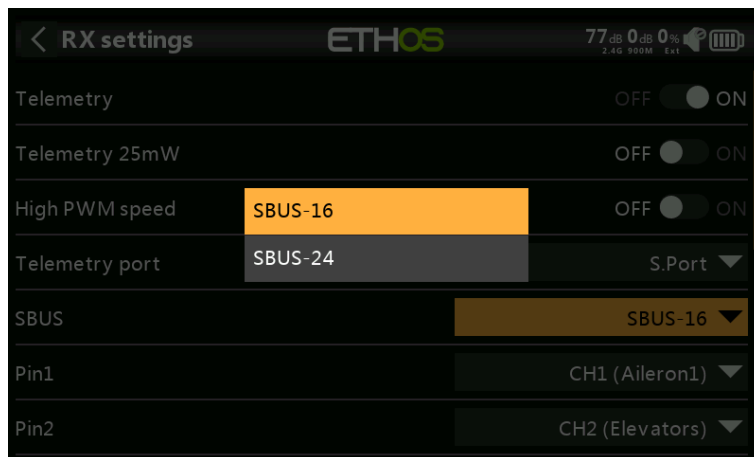 RX settings ETHOS 77dB 0dB 0%
2.4G 900M Ext
Telemetry OFF ON
Telemetry 25mW OFF ON
High PWM speed OFF ON
SBUS-16
SBUS-24
Telemetry port S.Port
SBUS SBUS-16
Pin1 CH1 (Aileron1)
Pin2 CH2 (Elevators)